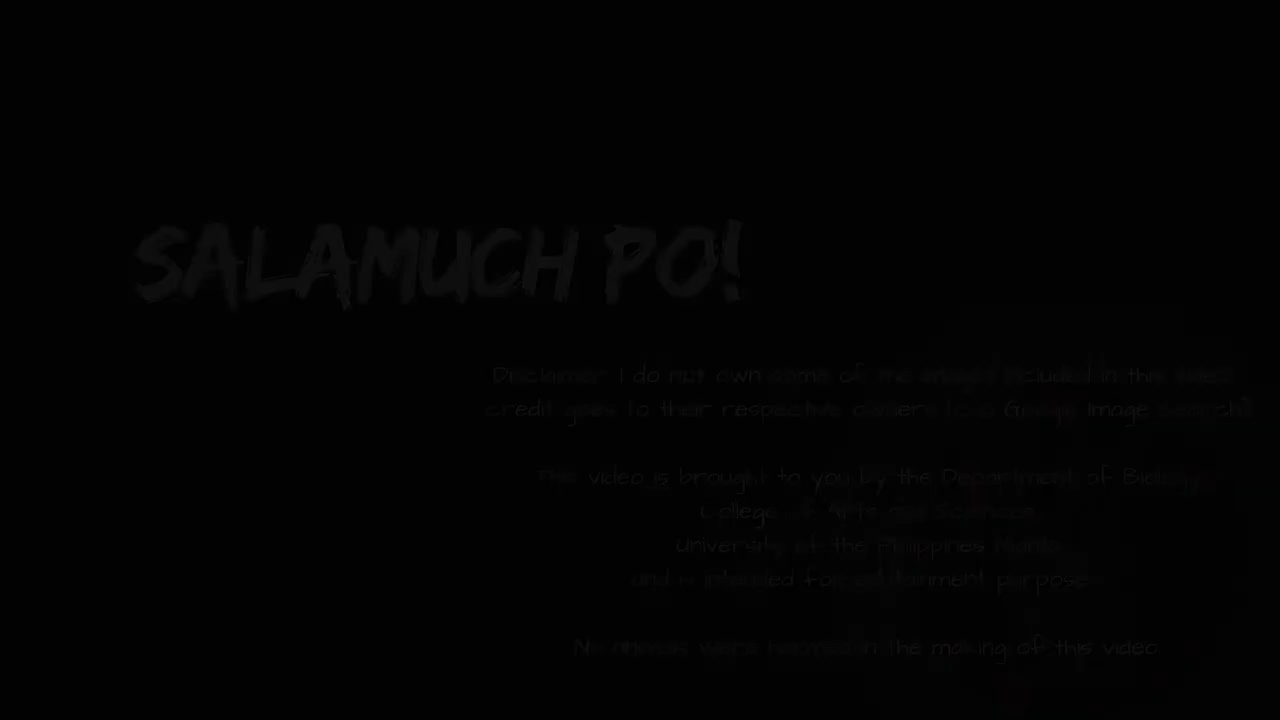 SALAMUCH PO!
Disclaimer: I do not own some of the images included in this video
credit goes to their respective owners Google Image search)
This video is brought to you by the Department of Biology,
College of Arts and Sciences
University of the Philippines Manila
and is intended for entertainment purposes
No animals were harmed in the making of this video.